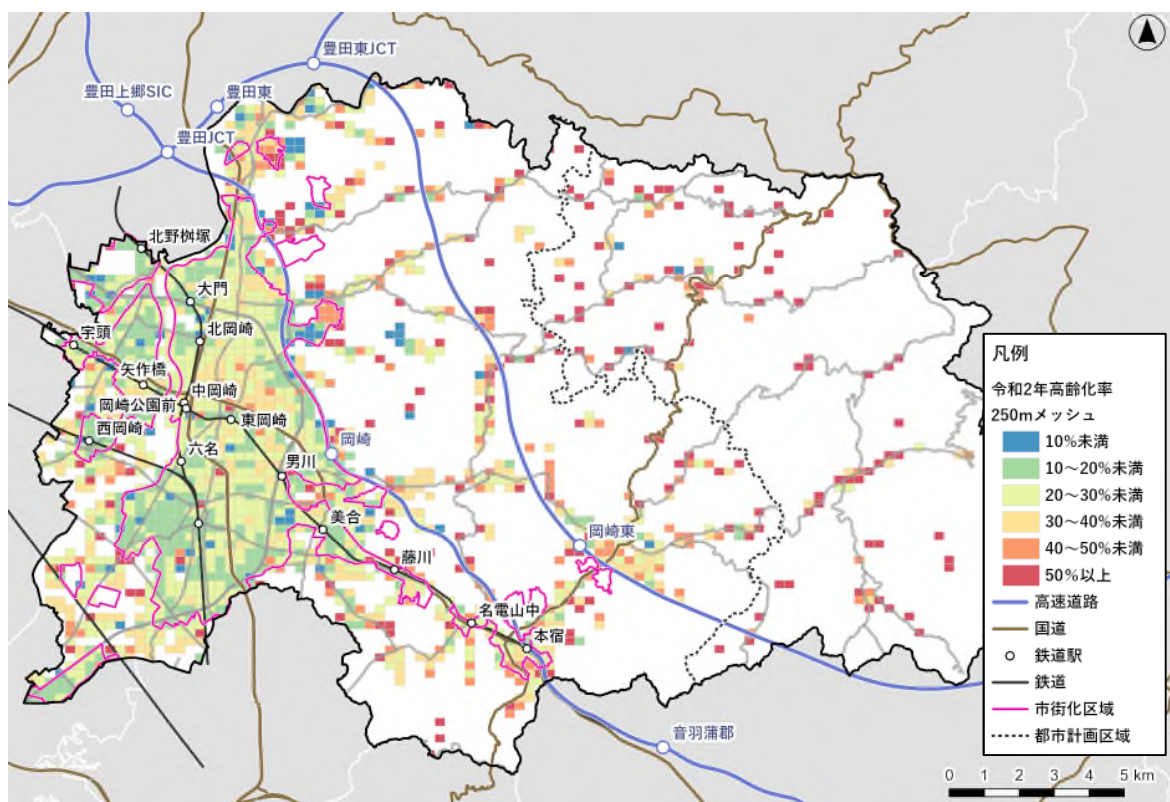 豊田東JCT
豊田上郷SIC
豊田東
豊田JCT
北野桝塚
大門
宇頭
北岡崎
矢作橋
中岡崎
岡崎公園前
東岡崎
西岡崎
六名
岡崎
男川
美合
岡崎東
藤川
名電山中
本宿
音羽蒲郡
凡例
令和2年高齢化率
250mメッシュ
10%未満
10～20%未満
20～30%未満
30～40%未満
40～50%未満
50%以上
高速道路
国道
鉄道駅
鉄道
市街化区域
都市計画区域
0 1 2 3 4 5 km